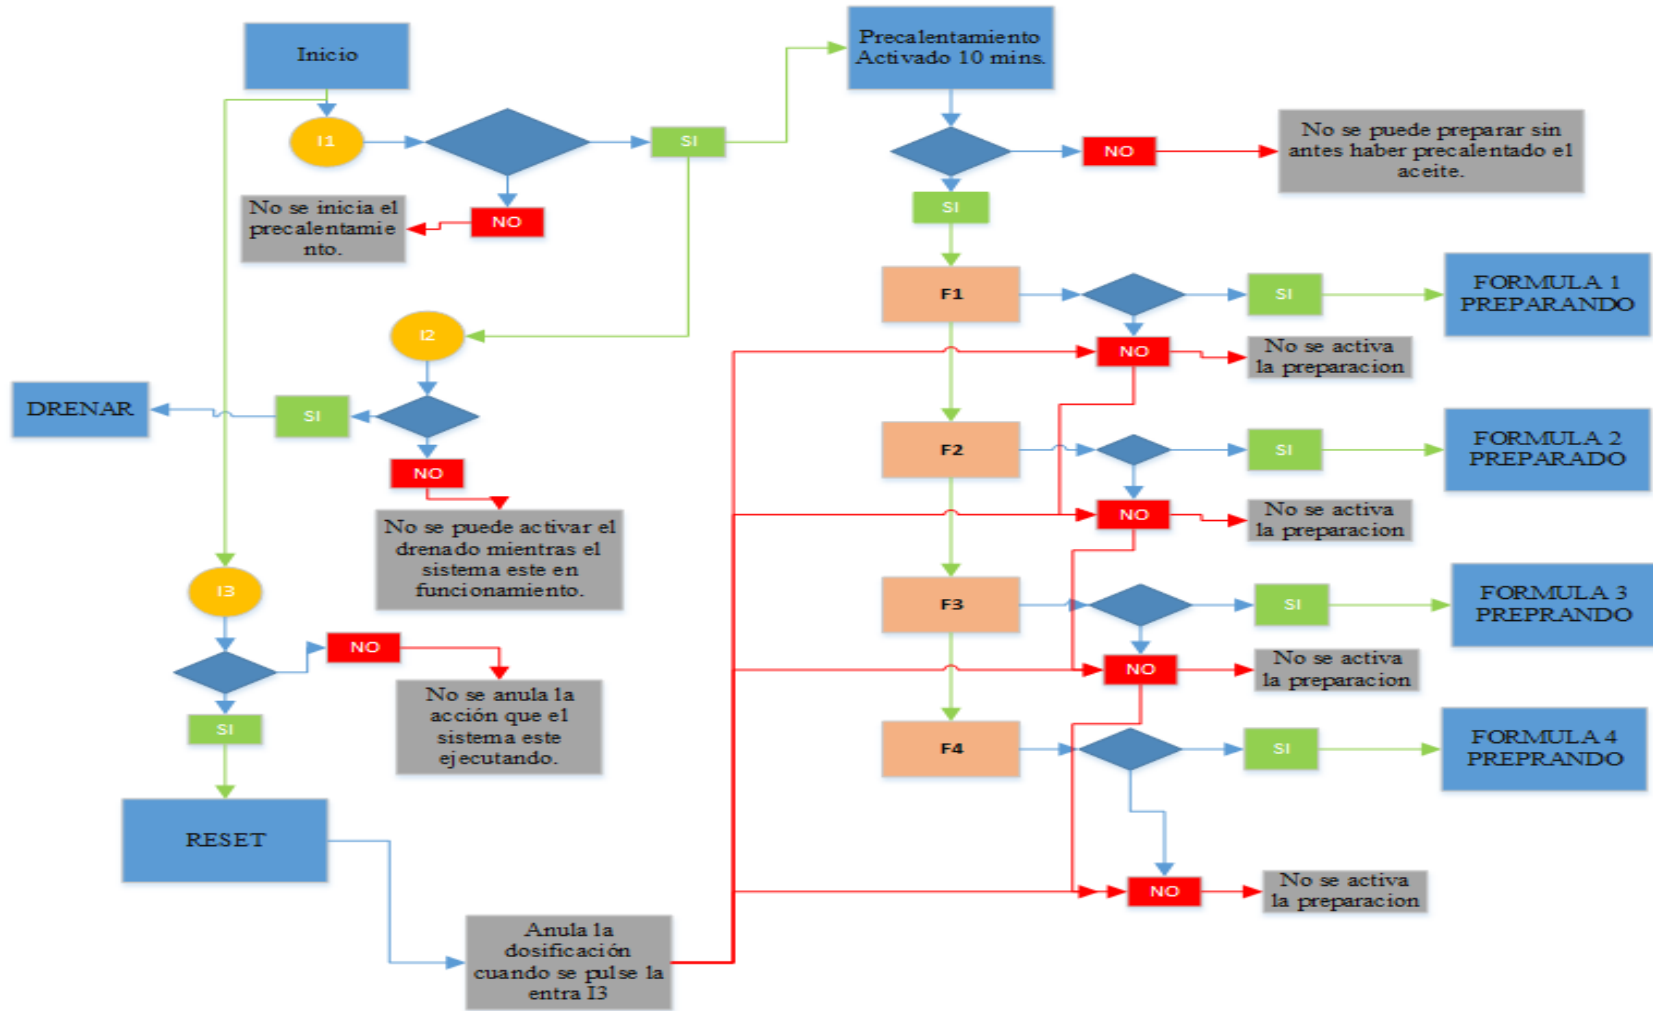 Inicio
I1
SI
NO
No se inicia el
precalentamie
nto.
Precalentamiento
Activado 10 mins.
NO
No se puede preparar sin
antes haber precalentado el
aceite.
SI
F1
SI
FORMULA 1
PREPARANDO
NO
No se activa
la preparacion
I2
SI
DRENAR
NO
No se puede activar el
drenado mientras el
sistema este en
funcionamiento.
F2
SI
FORMULA 2
PREPARADO
NO
No se activa
la preparacion
I3
NO
No se anula la
acción que el
sistema este
ejecutando.
SI
RESET
Anula la
dosificación
cuando se pulse la
entra I3
F3
SI
FORMULA 3
PREPRANDO
NO
No se activa
la preparacion
F4
SI
FORMULA 4
PREPRANDO
NO
No se activa
la preparacion